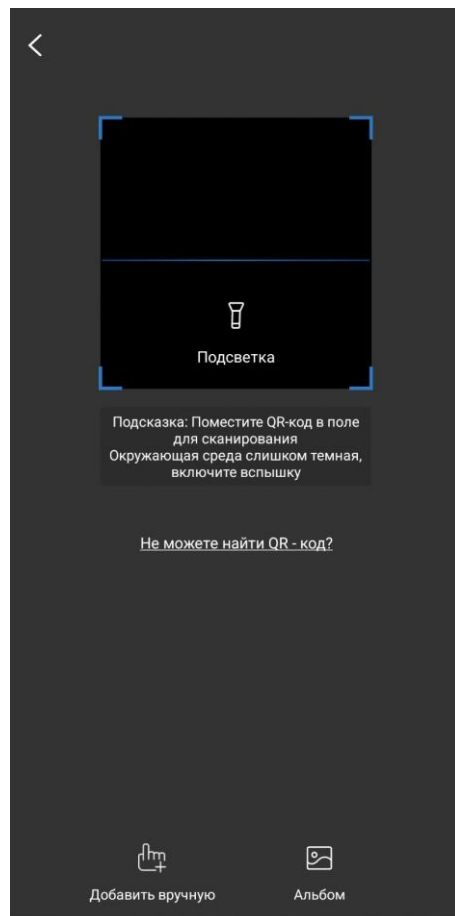 Подсветка
Подсказка: Поместите QR-код в поле
для сканирования
Окружающая среда слишком темная,
включите вспышку
Не можете найти QR - код?
Добавить вручную
Альбом